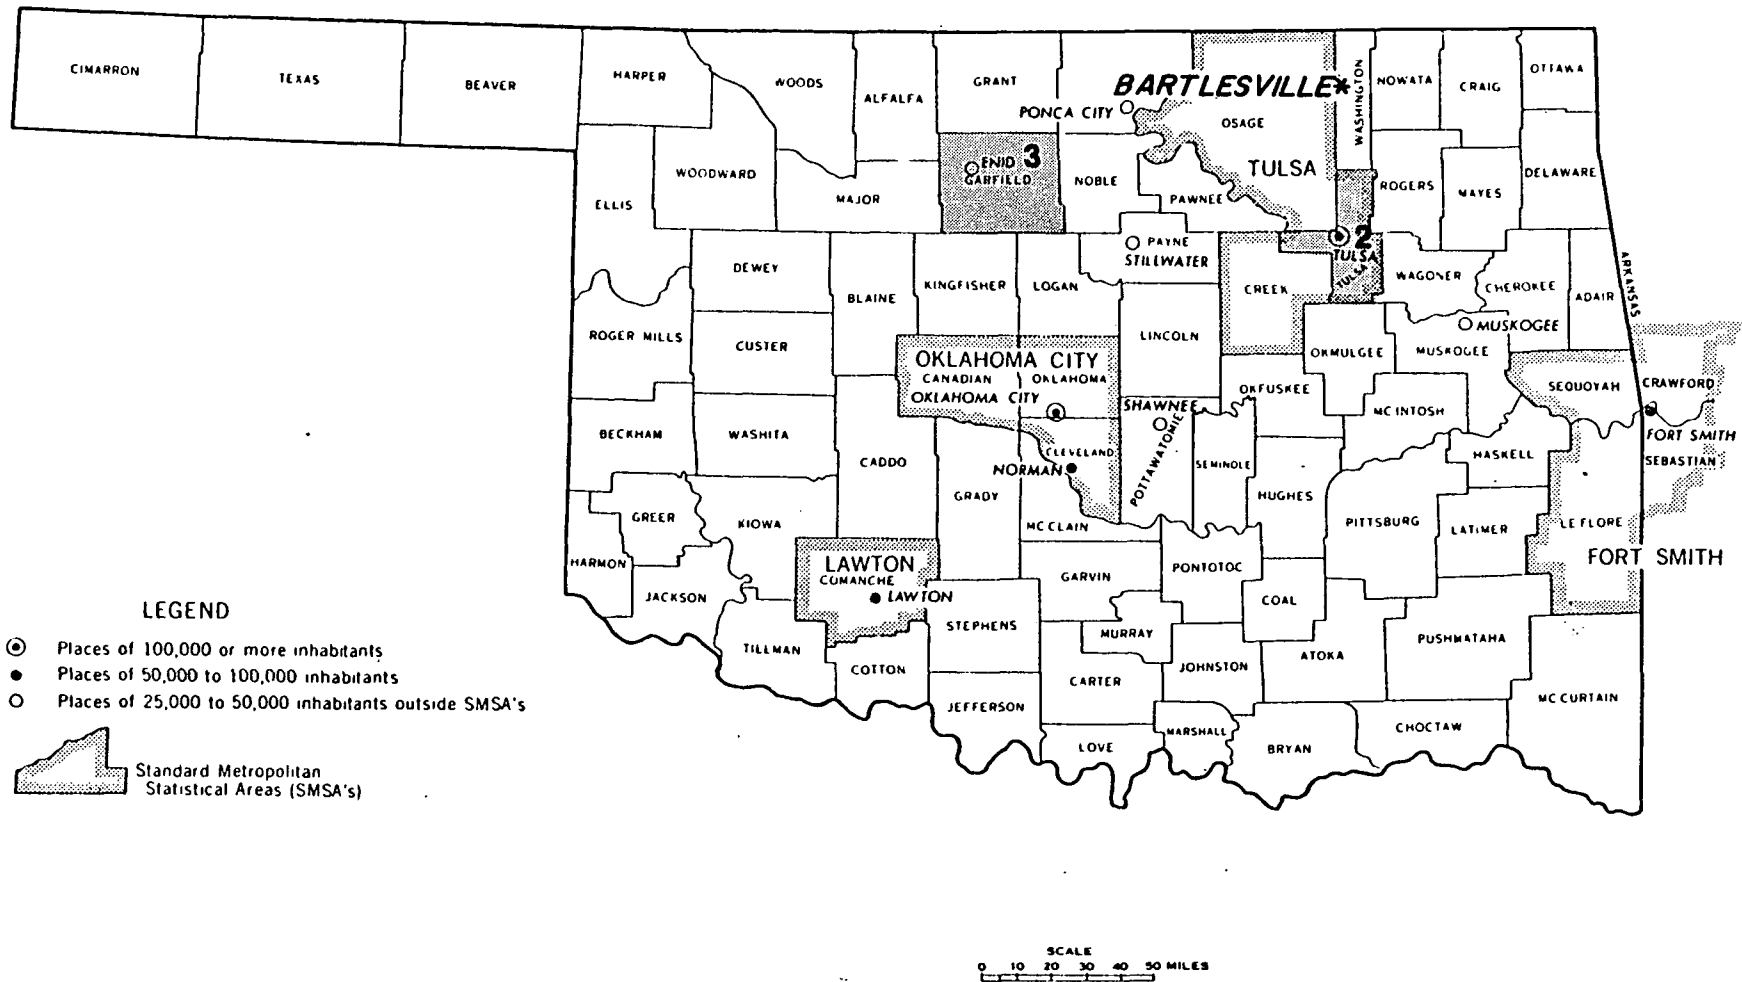 CIMARRON
TEXAS
BEAVER
HARPER
WOODS
ALFALFA
GRANT
BARTLESVILLE*
PONCA CITY
OSAGE
WASHINGTON
NOWATA
CRAIG
OTTAWA
WOODWARD
ELLIS
MAJOR
ENID 3
GARFIELD
NOBLE
PAWNEE
TULSA
ROGERS
MAYES
DELAWARE
DEWEY
BLAINE
KINGFISHER
LOGAN
PAYNE
STILLWATER
CREEK
2
TULSA
TULSA
WAGONER
CHEROKEE
ADAIR
ARKANSAS
ROGER MILLS
CUSTER
OKLAHOMA CITY
CANADIAN
OKLAHOMA
OKLAHOMA CITY
LINCOLN
OKMULGEE
MUSKOGEE
MUSKOGEE
SEQUOYAH
CRAWFORD
BECKHAM
WASHITA
CADDO
GRADY
CLEVELAND
NORMAN
SHAWNEE
POTTAWATOMIE
SEMINOLE
OKFUSKEE
HUGHES
MC INTOSH
HASKELL
FORT SMITH
SEBASTIAN
GREER
KIOWA
HARMON
JACKSON
MC CLAIN
PITTSBURG
LATIMER
LE FLORE
FORT SMITH
LAWTON
COMANCHE
LAWTON
GARVIN
PONTOTOC
COAL
TILLMAN
COTTON
STEPHENS
MURRAY
JOHNSTON
ATOKA
PUSHMATAHA
JEFFERSON
CARTER
LOVE
MARSHALL
BRYAN
CHOCTAW
MC CURTAIN
LEGEND
Places of 100,000 or more inhabitants
Places of 50,000 to 100,000 inhabitants
Places of 25,000 to 50,000 inhabitants outside SMSA's
Standard Metropolitan
Statistical Areas (SMSA's)
SCALE
0 10 20 30 40 50 MILES